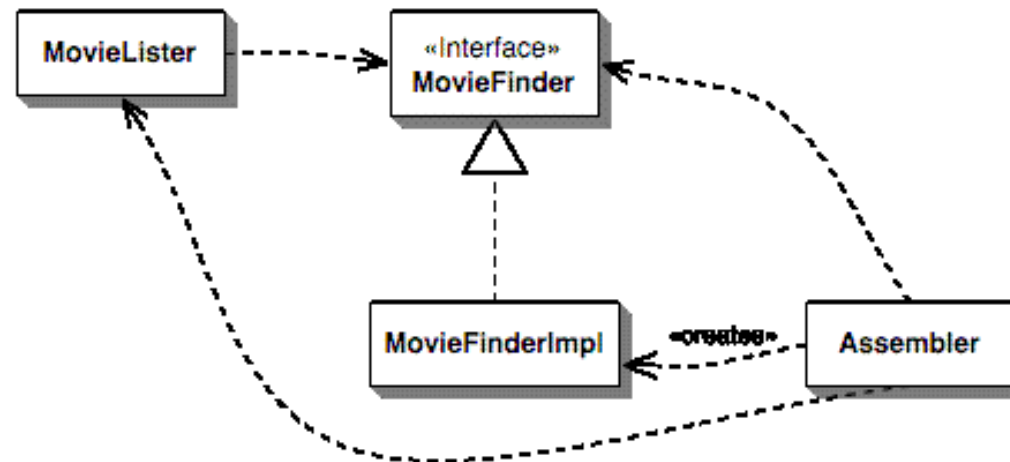 MovieLister
«Interface»
MovieFinder
MovieFinderImpl
«creates»
Assembler